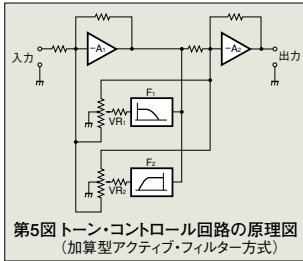 入力
-A₁
-A₂
出力
F₁
VR₁
F₂
VR₂
第5図 トーン・コントロール回路の原理図
(加算型アクティブ・フィルター方式)